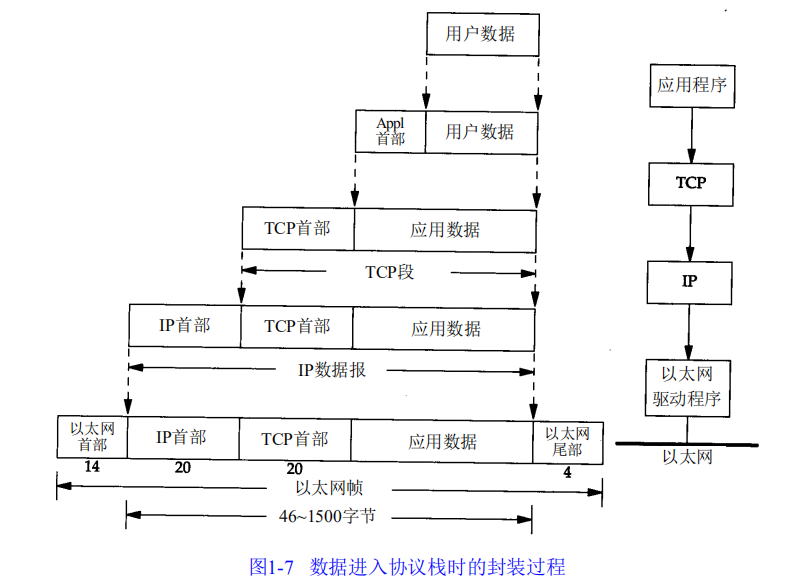 用户数据
应用程序
Appl
首部
用户数据
TCP
TCP首部
应用数据
TCP段
IP
IP首部
TCP首部
应用数据
IP数据报
以太网
驱动程序
以太网
首部
IP首部
TCP首部
应用数据
以太网
尾部
以太网
14
20
20
4
以太网帧
46~1500字节
图1-7 数据进入协议栈时的封装过程